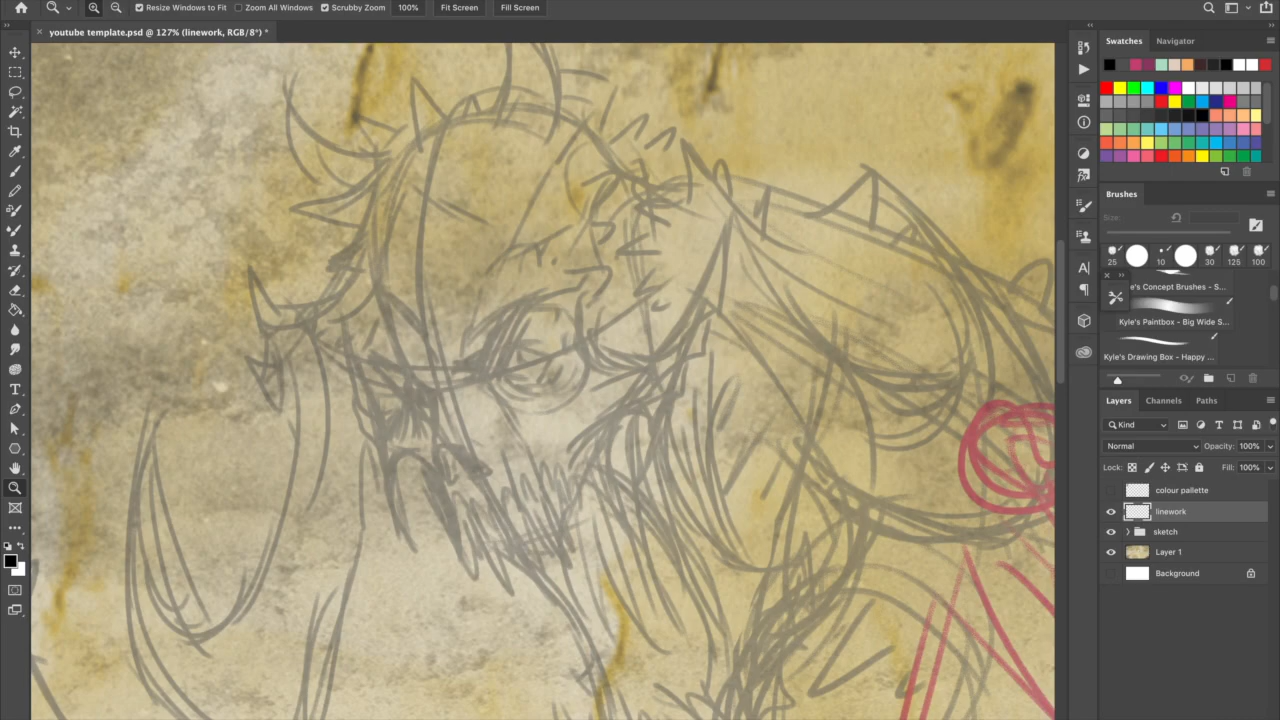 Resize Windows to Fit Zoom All Windows Scrubby Zoom 100% Fit Screen Fill Screen
youtube template.psd @ 127% (linework, RGB/8*) *
Swatches Navigator
Brushes
Size:
25 10 30 125 100
e's Concept Brushes - S...
Kyle's Paintbox - Big Wide S...
Kyle's Drawing Box - Happy ...
Layers Channels Paths
Kind
Normal Opacity: 100%
Lock: Fill: 100%
colour pallette
linework
sketch
Layer 1
Background